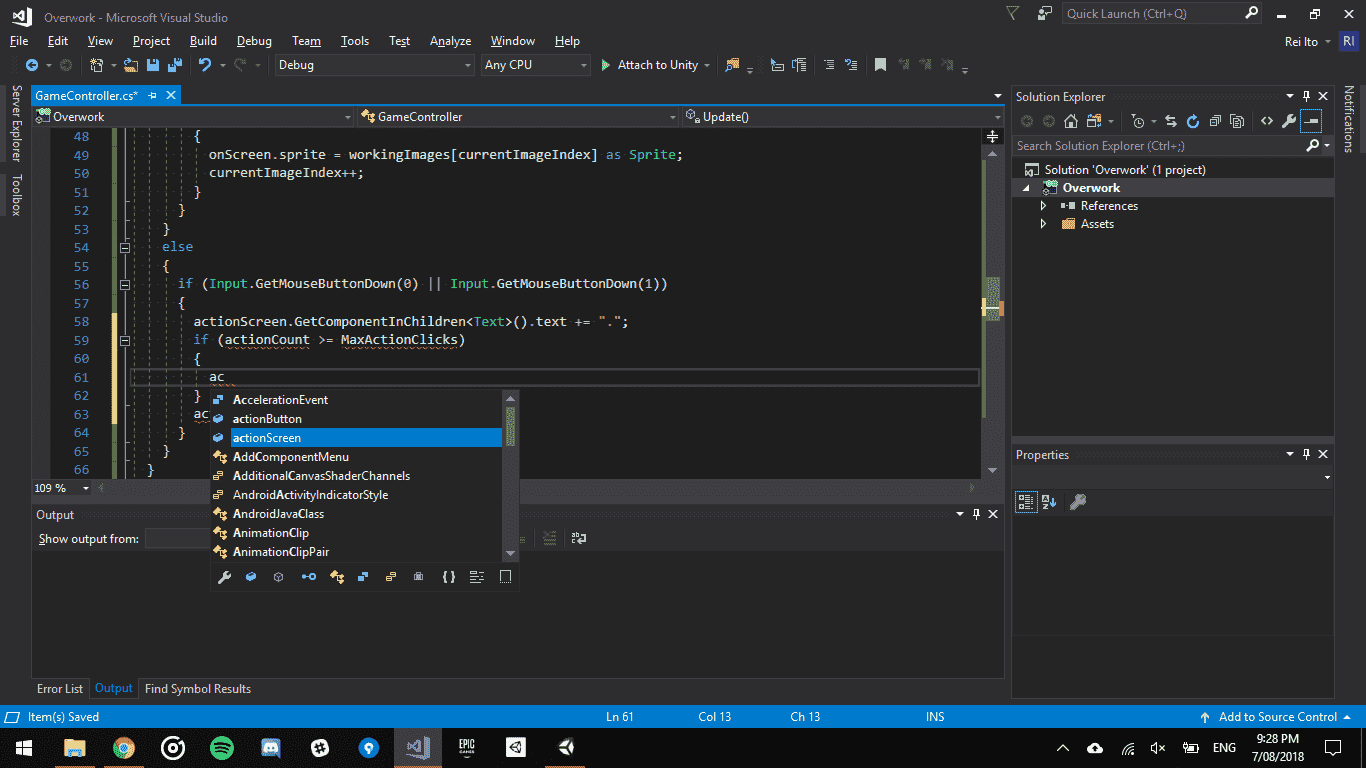 Overwork - Microsoft Visual Studio
Quick Launch (Ctrl+Q)
File Edit View Project Build Debug Team Tools Test Analyze Window Help
Rei Ito RI
Debug Any CPU Attach to Unity
Server Explorer
Toolbox
GameController.cs*
Overwork GameController Update()
48 {
49 onScreen.sprite = workingImages[currentImageIndex] as Sprite;
50 currentImageIndex++;
51 }
52 }
53 }
54 else
55 {
56 if (Input.GetMouseButtonDown(0) || Input.GetMouseButtonDown(1))
57 {
58 actionScreen.GetComponentInChildren<Text>().text += ".";
59 if (actionCount >= MaxActionClicks)
60 {
61 ac
62 }
63 ac
64 }
65 }
66 }
AccelerationEvent
actionButton
actionScreen
AddComponentMenu
AdditionalCanvasShaderChannels
AndroidActivityIndicatorStyle
AndroidJavaClass
AnimationClip
AnimationClipPair
109 %
Output
Show output from:
Error List Output Find Symbol Results
Solution Explorer
Search Solution Explorer (Ctrl+;)
Solution 'Overwork' (1 project)
Overwork
References
Assets
Properties
Notifications
Item(s) Saved Ln 61 Col 13 Ch 13 INS Add to Source Control
EPIC
GAMES
ENG
9:28 PM
7/08/2018